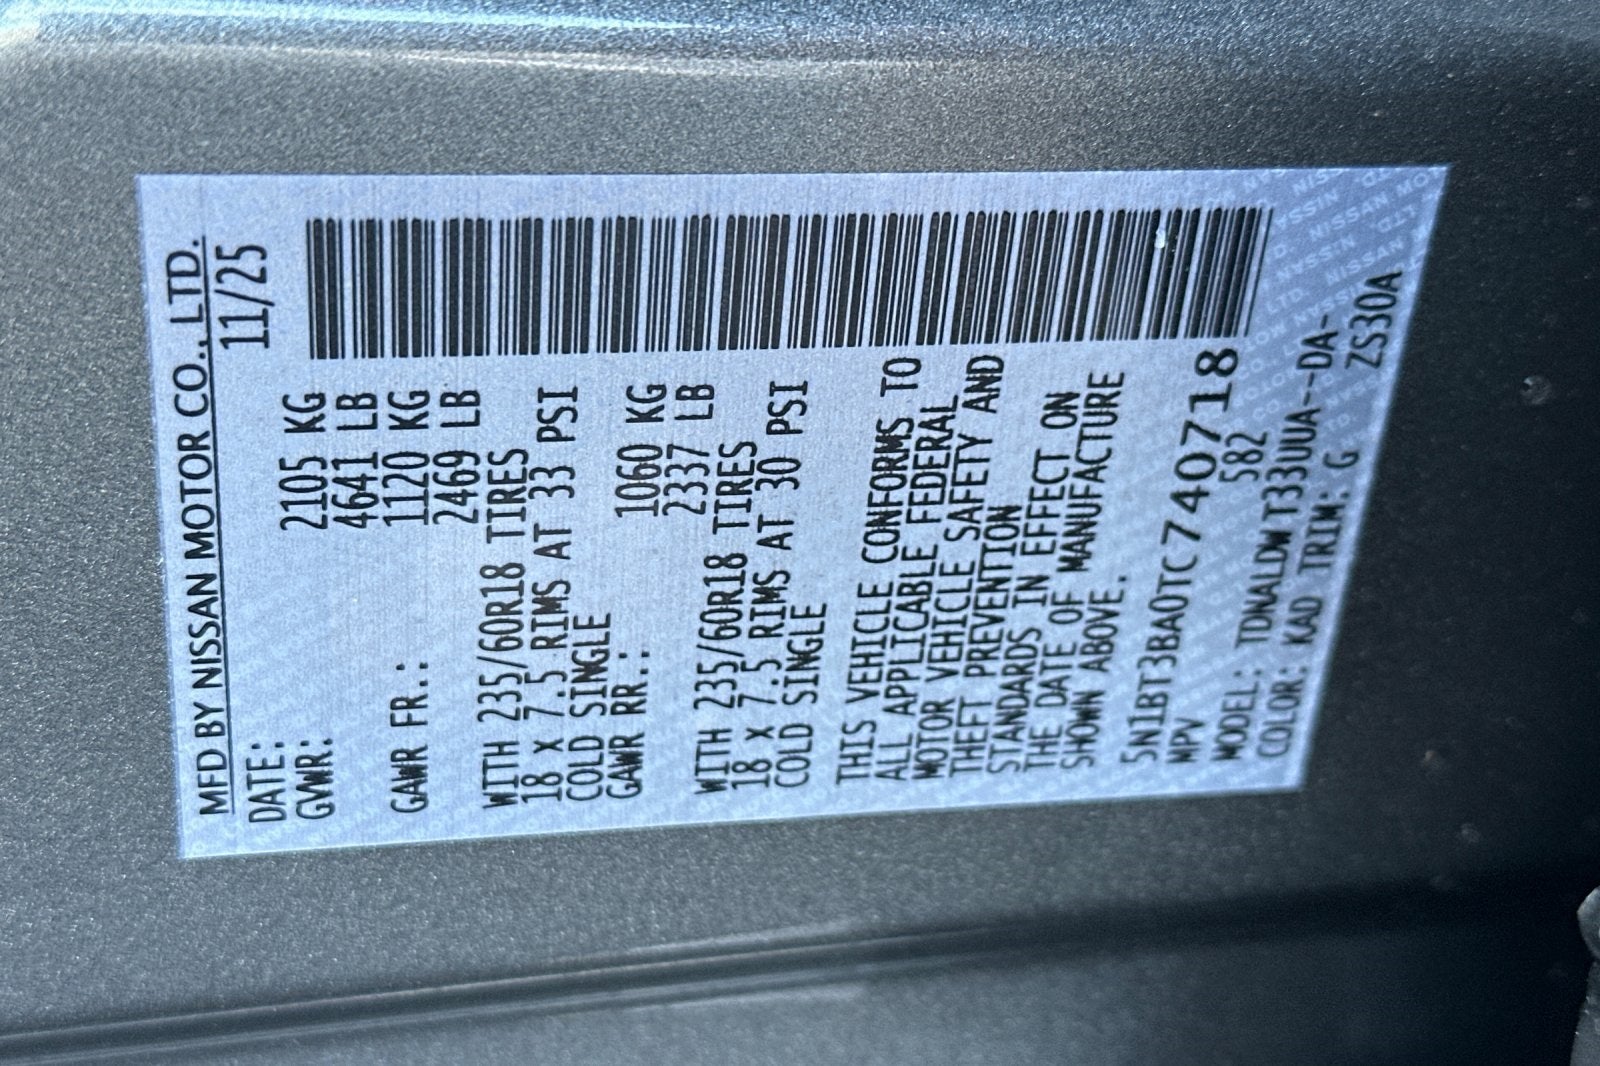 MFD BY NISSAN MOTOR CO., LTD.
DATE: 11/25
GVWR: 2105 KG
4641 LB
GAWR FR.: 1120 KG
2469 LB
WITH 235/60R18 TIRES
18 X 7.5 RIMS AT 33 PSI
COLD SINGLE
GAWR RR.: 1060 KG
2337 LB
WITH 235/60R18 TIRES
18 X 7.5 RIMS AT 30 PSI
COLD SINGLE
THIS VEHICLE CONFORMS TO
ALL APPLICABLE FEDERAL
MOTOR VEHICLE SAFETY AND
THEFT PREVENTION
STANDARDS IN EFFECT ON
THE DATE OF MANUFACTURE
SHOWN ABOVE.
5N1BT3BA0TC740718
MPV 582
MODEL: TDNALDW T33UUA--DA-
COLOR: KAD TRIM: G ZS30A